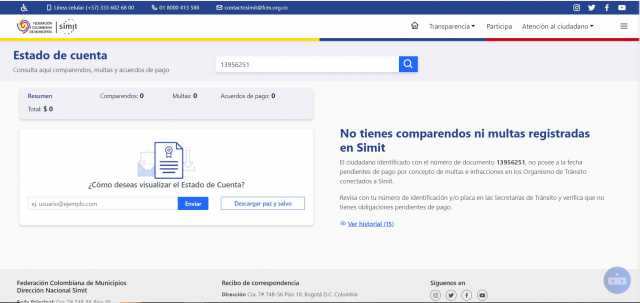 Línea celular (+57) 333 602 68 00 01 8000 413 588 contactosimit@fcm.org.co
FEDERACIÓN COLOMBIANA DE MUNICIPIOS simit
Transparencia Participa Atención al ciudadano
Estado de cuenta
Consulta aquí comparendos, multas y acuerdos de pago
13956251
Resumen Comparendos: 0 Multas: 0 Acuerdos de pago: 0
Total: $ 0
¿Cómo deseas visualizar el Estado de Cuenta?
ej. usuario@ejemplo.com Enviar Descargar paz y salvo
No tienes comparendos ni multas registradas
en Simit
El ciudadano identificado con el número de documento 13956251, no posee a la fecha
pendientes de pago por concepto de multas e infracciones en los Organismo de Tránsito
conectados a Simit.
Revisa con tu número de identificación y/o placa en las Secretarías de Tránsito y verifica que no
tienes obligaciones pendientes de pago.
Ver historial (15)
Federación Colombiana de Municipios
Dirección Nacional Simit
Recibo de correspondencia
Dirección Cra. 7# 74B-56 Piso 10, Bogotá D.C. Colombia
Síguenos en